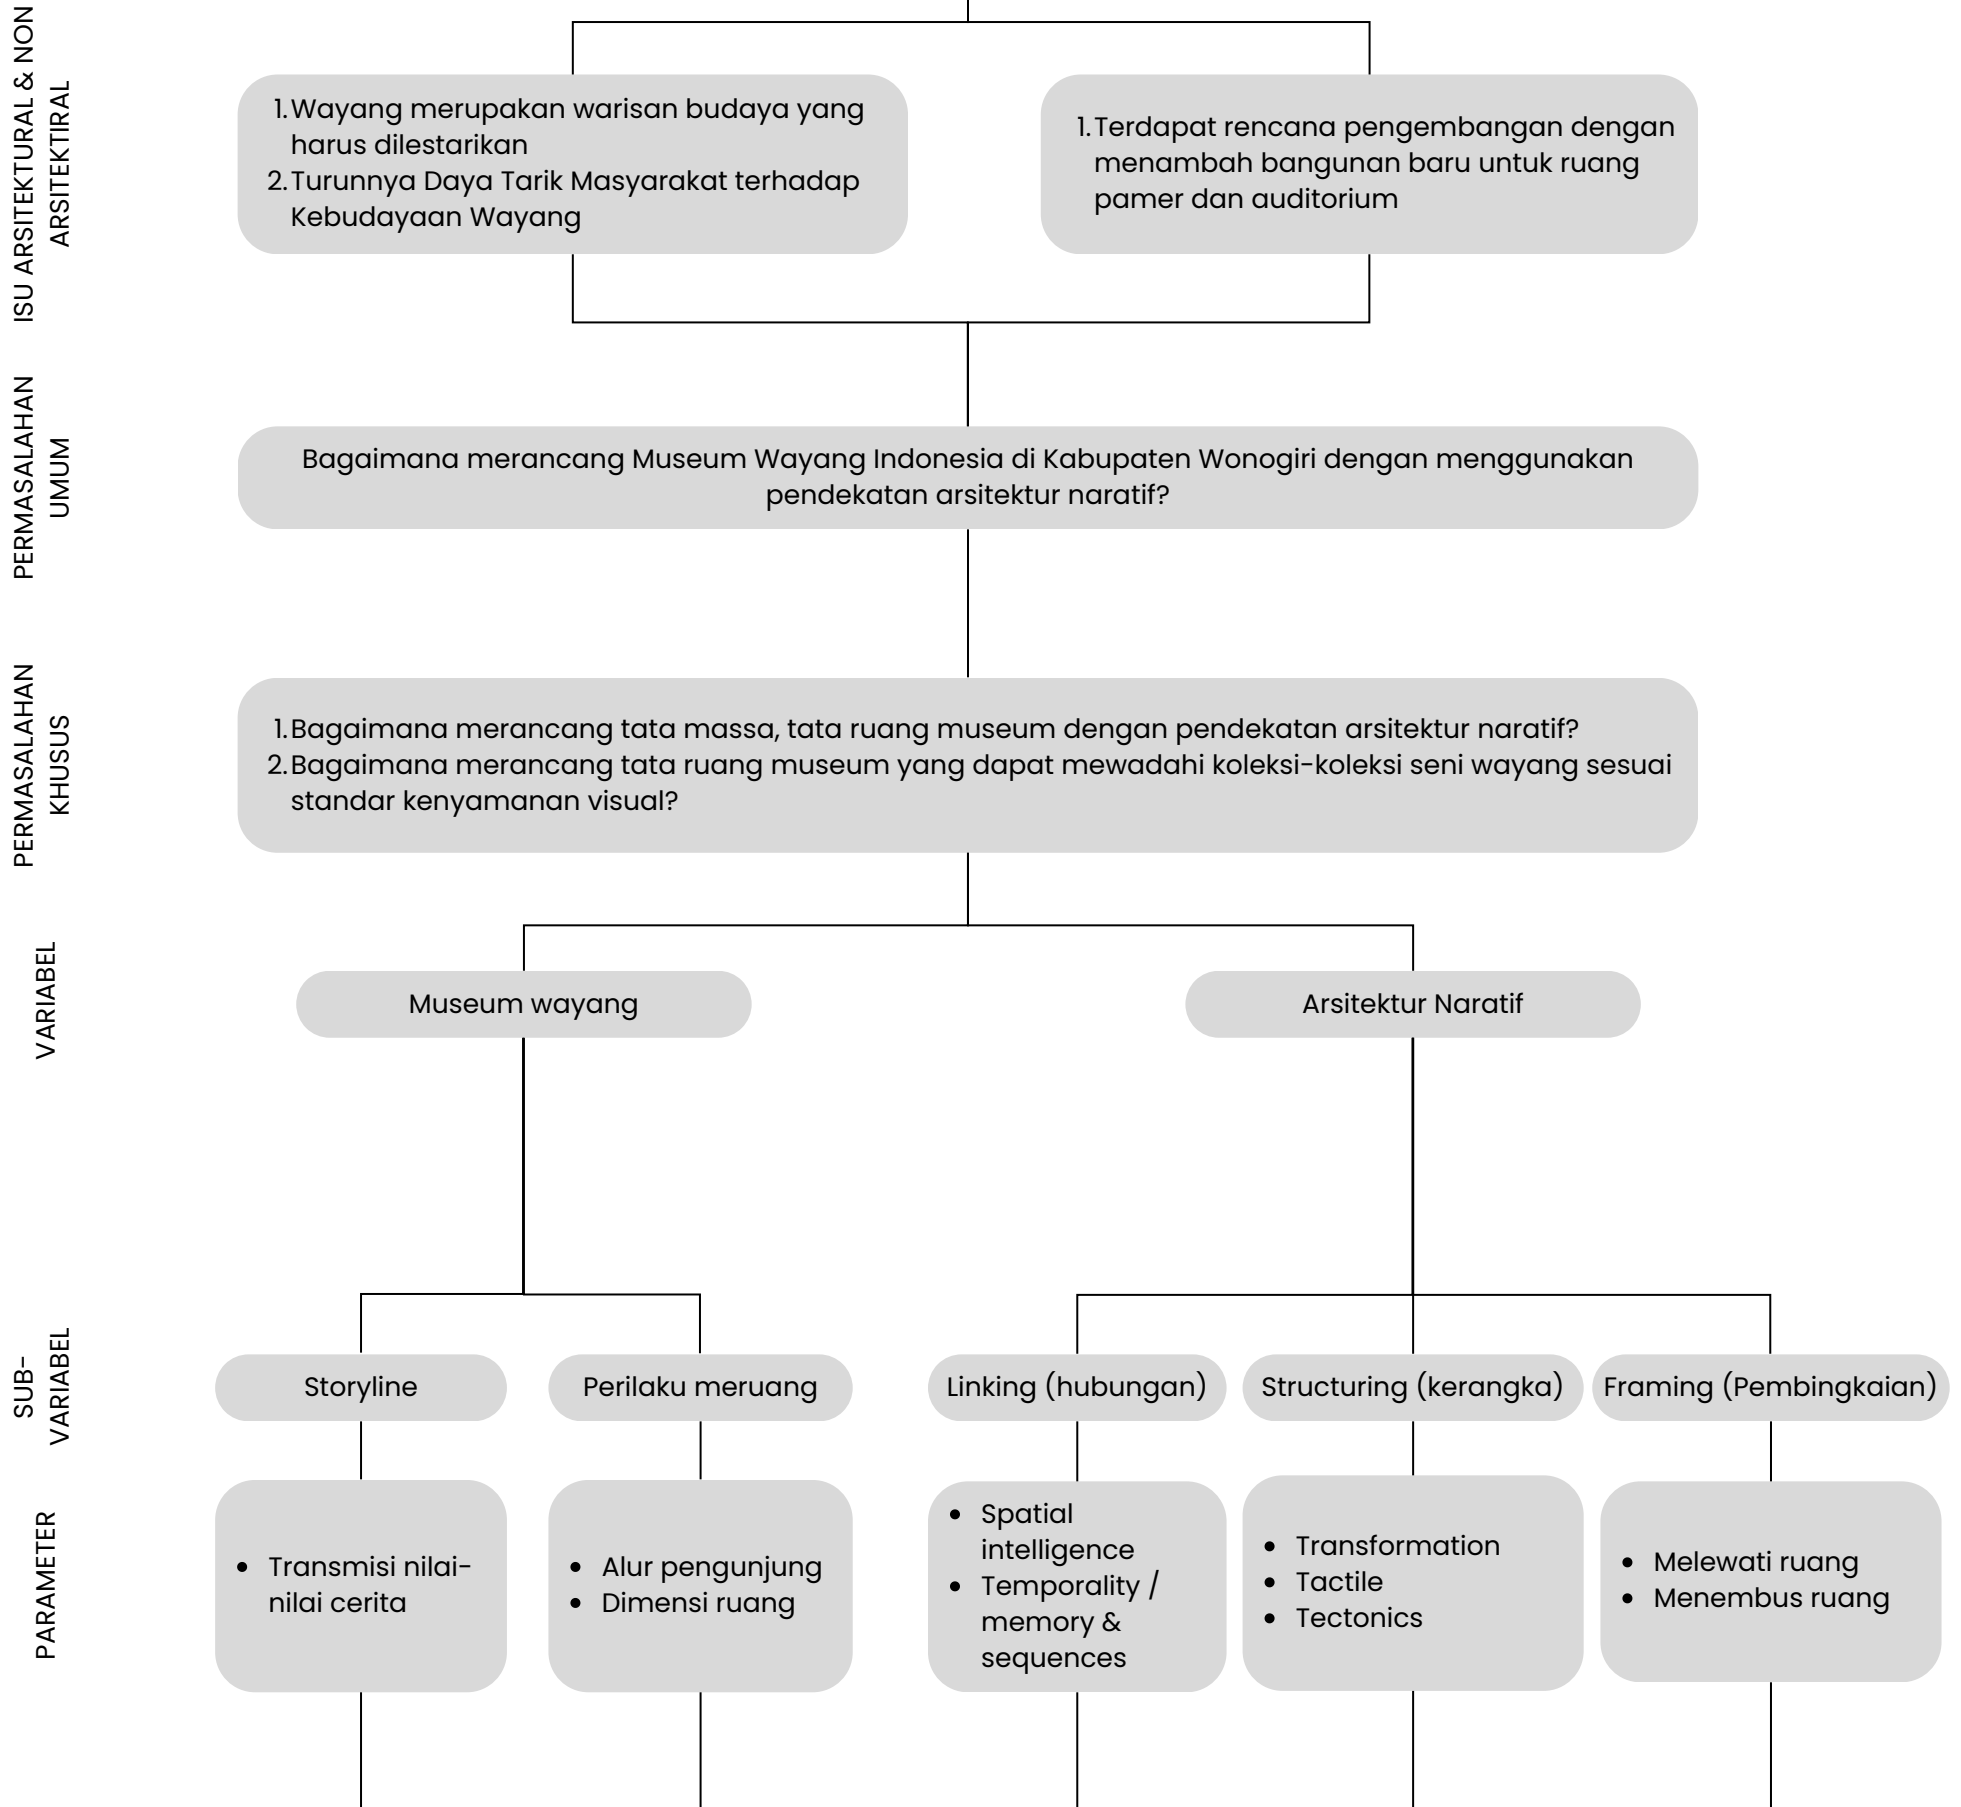 ISU ARSITEKTURAL & NON
ARSITEKTIRAL
1. Wayang merupakan warisan budaya yang
harus dilestarikan
2. Turunnya Daya Tarik Masyarakat terhadap
Kebudayaan Wayang
1. Terdapat rencana pengembangan dengan
menambah bangunan baru untuk ruang
pamer dan auditorium
PERMASALAHAN
UMUM
Bagaimana merancang Museum Wayang Indonesia di Kabupaten Wonogiri dengan menggunakan
pendekatan arsitektur naratif?
PERMASALAHAN
KHUSUS
1. Bagaimana merancang tata massa, tata ruang museum dengan pendekatan arsitektur naratif?
2. Bagaimana merancang tata ruang museum yang dapat mewadahi koleksi-koleksi seni wayang sesuai
standar kenyamanan visual?
VARIABEL
Museum wayang
Arsitektur Naratif
SUB-
VARIABEL
Storyline
Perilaku meruang
Linking (hubungan)
Structuring (kerangka)
Framing (Pembingkaian)
PARAMETER
• Transmisi nilai-
nilai cerita
• Alur pengunjung
• Dimensi ruang
• Spatial
intelligence
• Temporality /
memory &
sequences
• Transformation
• Tactile
• Tectonics
• Melewati ruang
• Menembus ruang